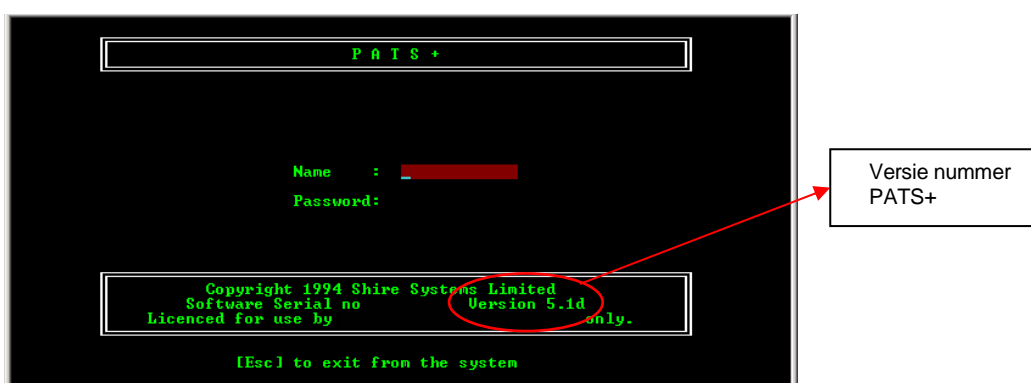 P A T S +
Name :
Password:
Copyright 1994 Shire Systems Limited
Software Serial no Version 5.1d
Licenced for use by only.
[Esc] to exit from the system
Versie nummer
PATS+